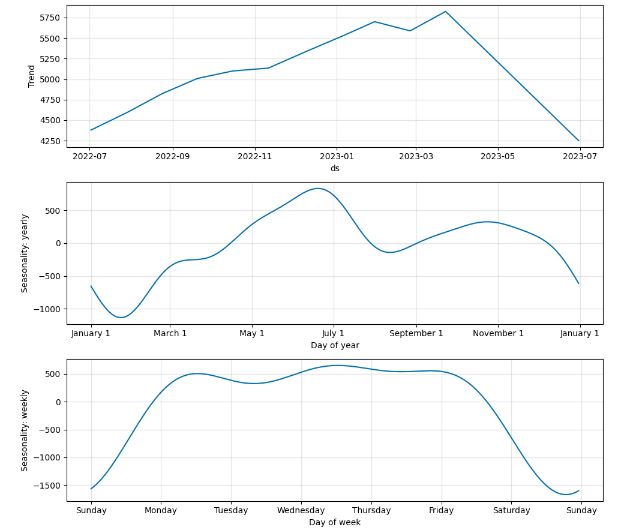 5750
5500
5250
5000
4750
4500
4250
Trend
2022-07 2022-09 2022-11 2023-01 2023-03 2023-05 2023-07
ds
500
0
−500
−1000
Seasonality: yearly
January 1 March 1 May 1 July 1 September 1 November 1 January 1
Day of year
500
0
−500
−1000
−1500
Seasonality: weekly
Sunday Monday Tuesday Wednesday Thursday Friday Saturday Sunday
Day of week